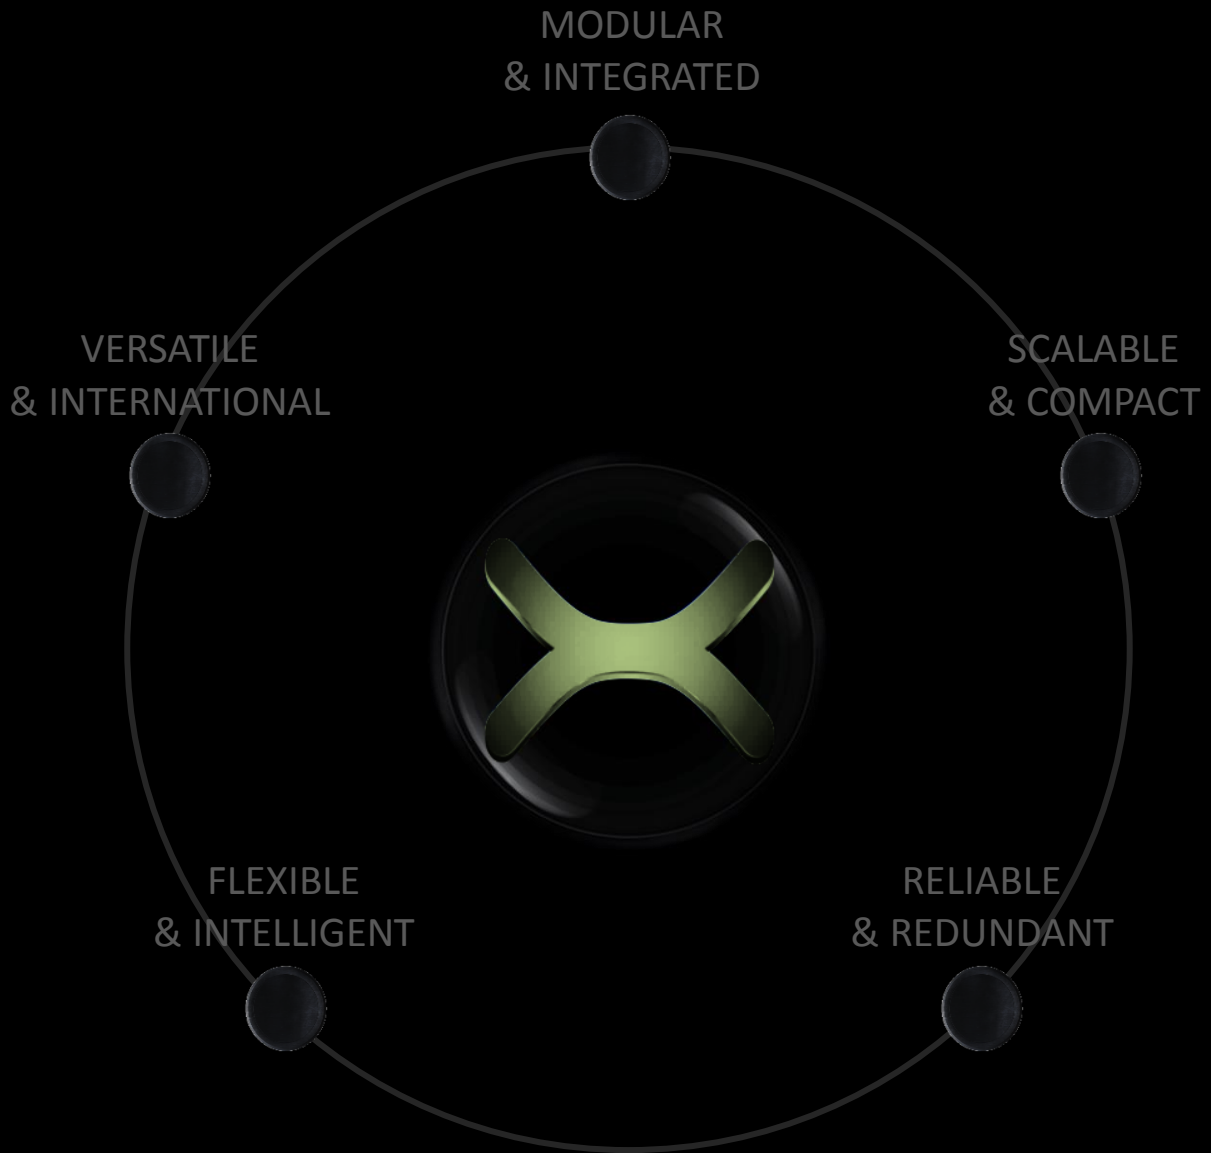 MODULAR
& INTEGRATED
VERSATILE
& INTERNATIONAL
SCALABLE
& COMPACT
FLEXIBLE
& INTELLIGENT
RELIABLE
& REDUNDANT